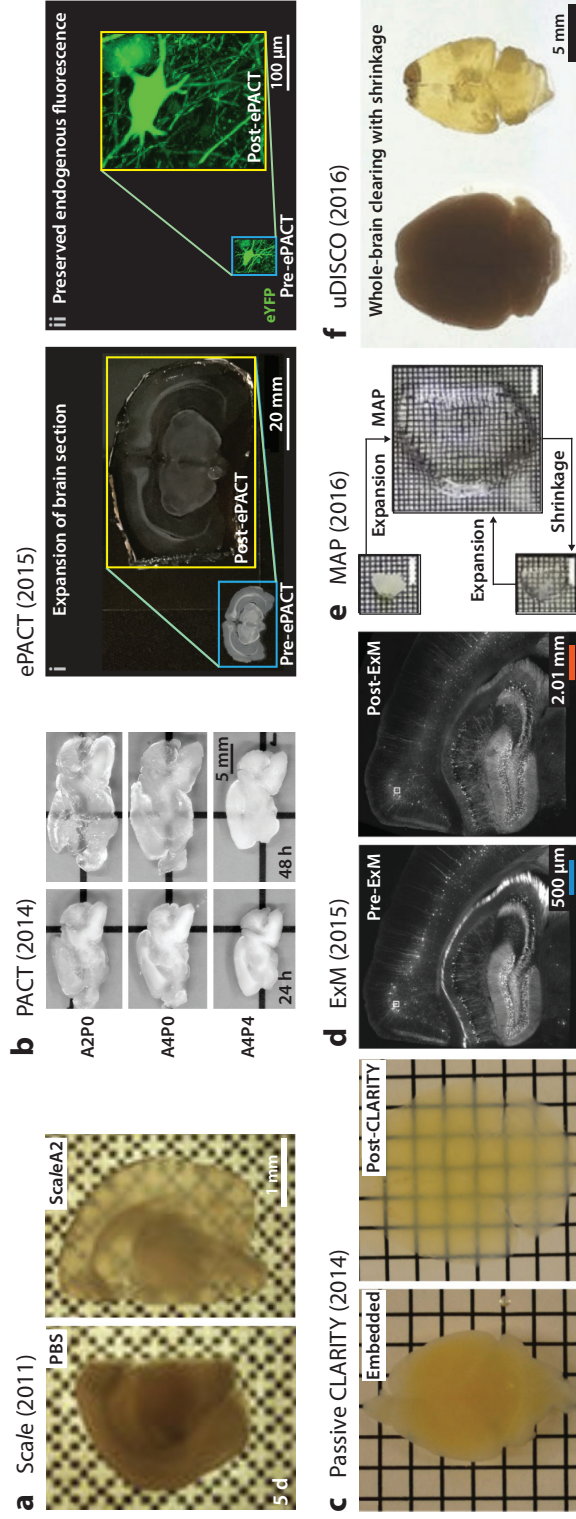 a Scale (2011)
PBS
ScaleA2
5 d
1 mm
b PACT (2014)
A2P0
A4P0
A4P4
24 h
48 h
5 mm
ePACT (2015)
i Expansion of brain section
Pre-ePACT
Post-ePACT
20 mm
ii Preserved endogenous fluorescence
eYFP
Pre-ePACT
Post-ePACT
100 µm
c Passive CLARITY (2014)
Embedded
Post-CLARITY
d ExM (2015)
Pre-ExM
500 µm
Post-ExM
2.01 mm
e MAP (2016)
Expansion
MAP
Expansion
Shrinkage
f uDISCO (2016)
Whole-brain clearing with shrinkage
5 mm